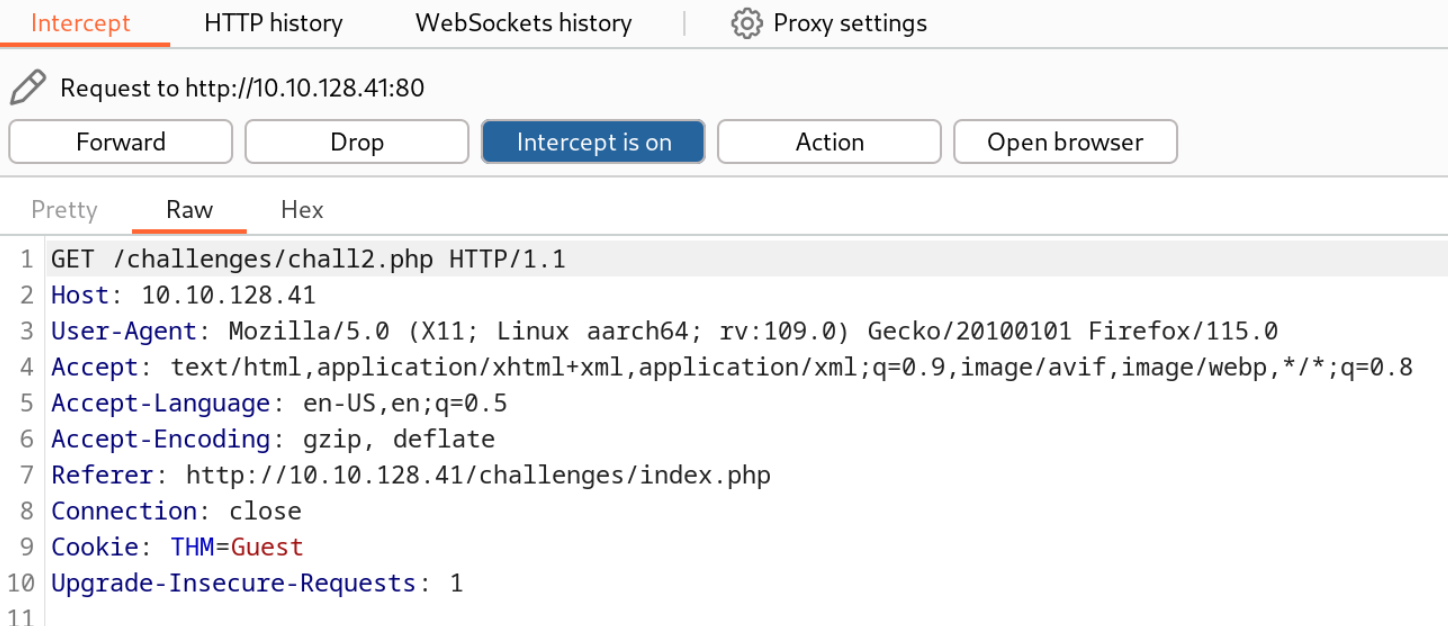 Intercept HTTP history WebSockets history Proxy settings
Request to http://10.10.128.41:80
Forward Drop Intercept is on Action Open browser
Pretty Raw Hex
1 GET /challenges/chall2.php HTTP/1.1
2 Host: 10.10.128.41
3 User-Agent: Mozilla/5.0 (X11; Linux aarch64; rv:109.0) Gecko/20100101 Firefox/115.0
4 Accept: text/html,application/xhtml+xml,application/xml;q=0.9,image/avif,image/webp,*/*;q=0.8
5 Accept-Language: en-US,en;q=0.5
6 Accept-Encoding: gzip, deflate
7 Referer: http://10.10.128.41/challenges/index.php
8 Connection: close
9 Cookie: THM=Guest
10 Upgrade-Insecure-Requests: 1
11